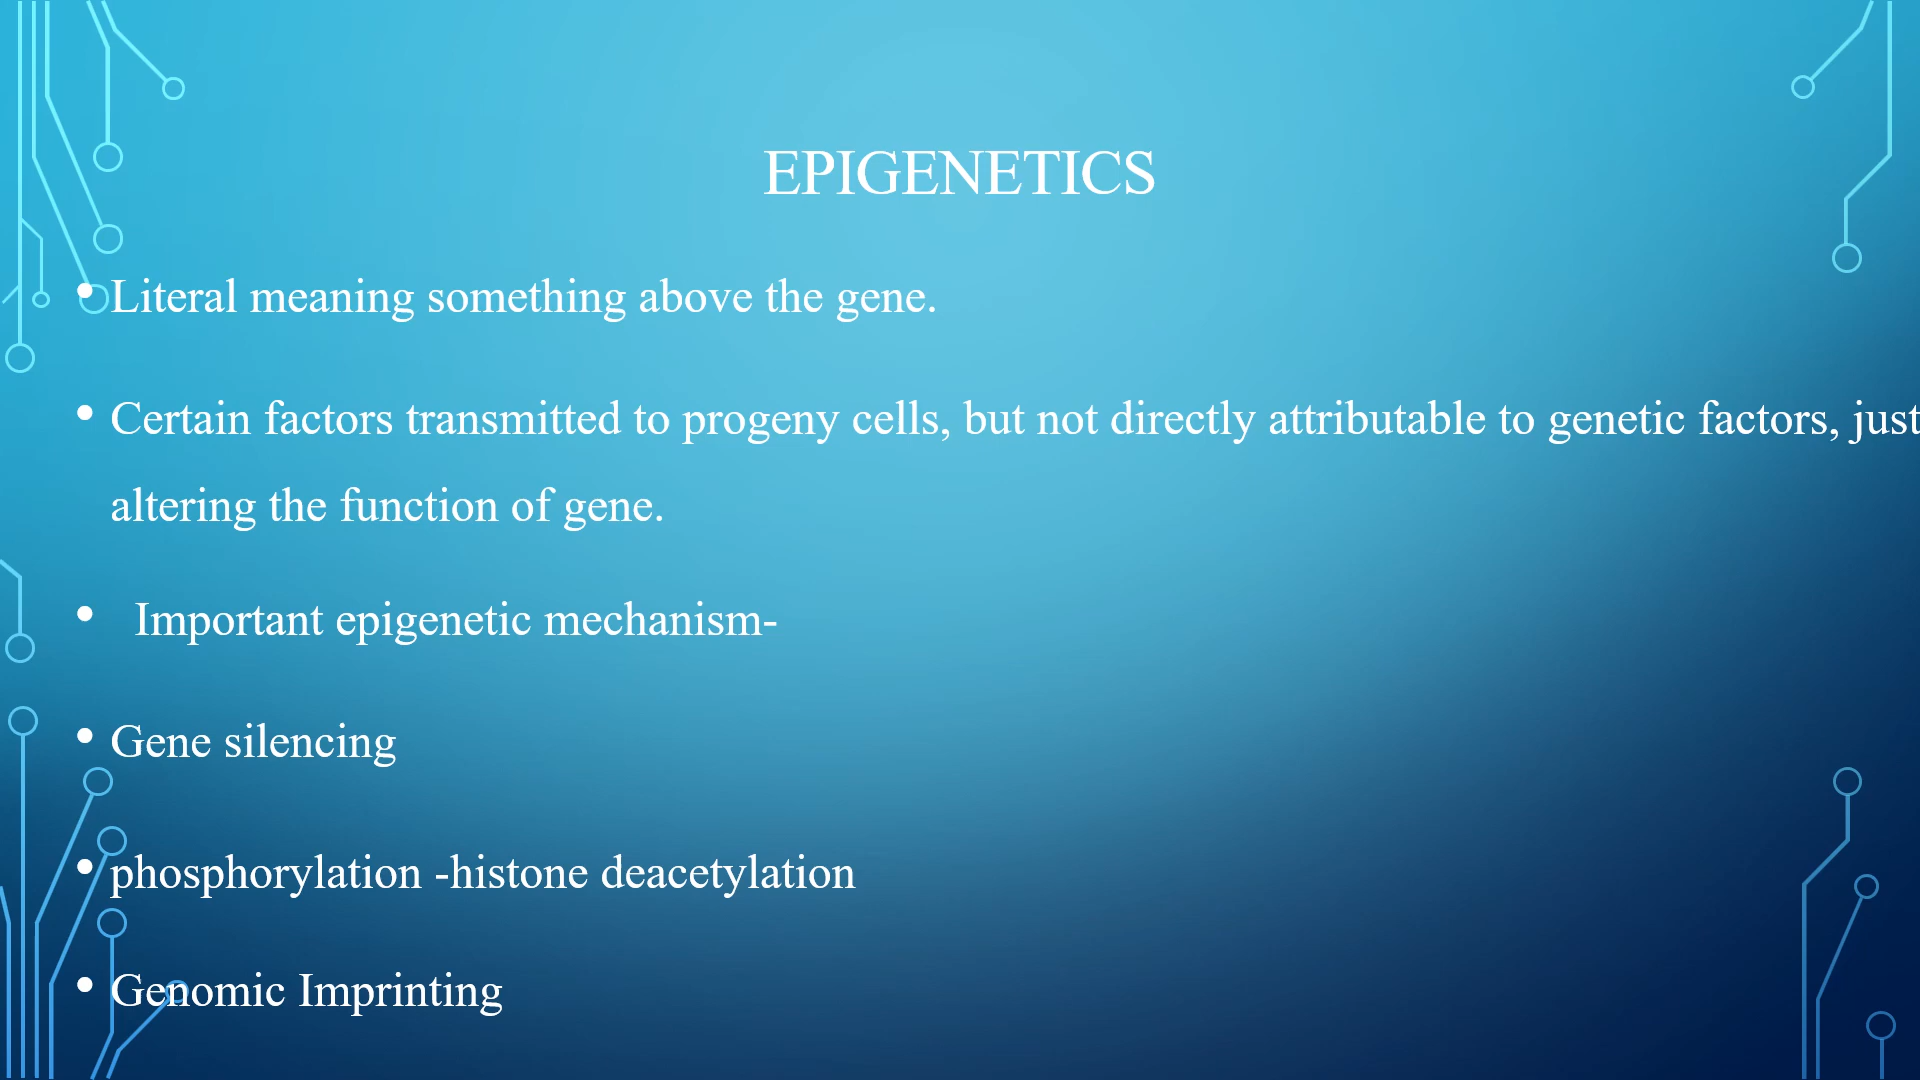 EPIGENETICS
• Literal meaning something above the gene.
• Certain factors transmitted to progeny cells, but not directly attributable to genetic factors, just
altering the function of gene.
• Important epigenetic mechanism-
• Gene silencing
• phosphorylation -histone deacetylation
• Genomic Imprinting